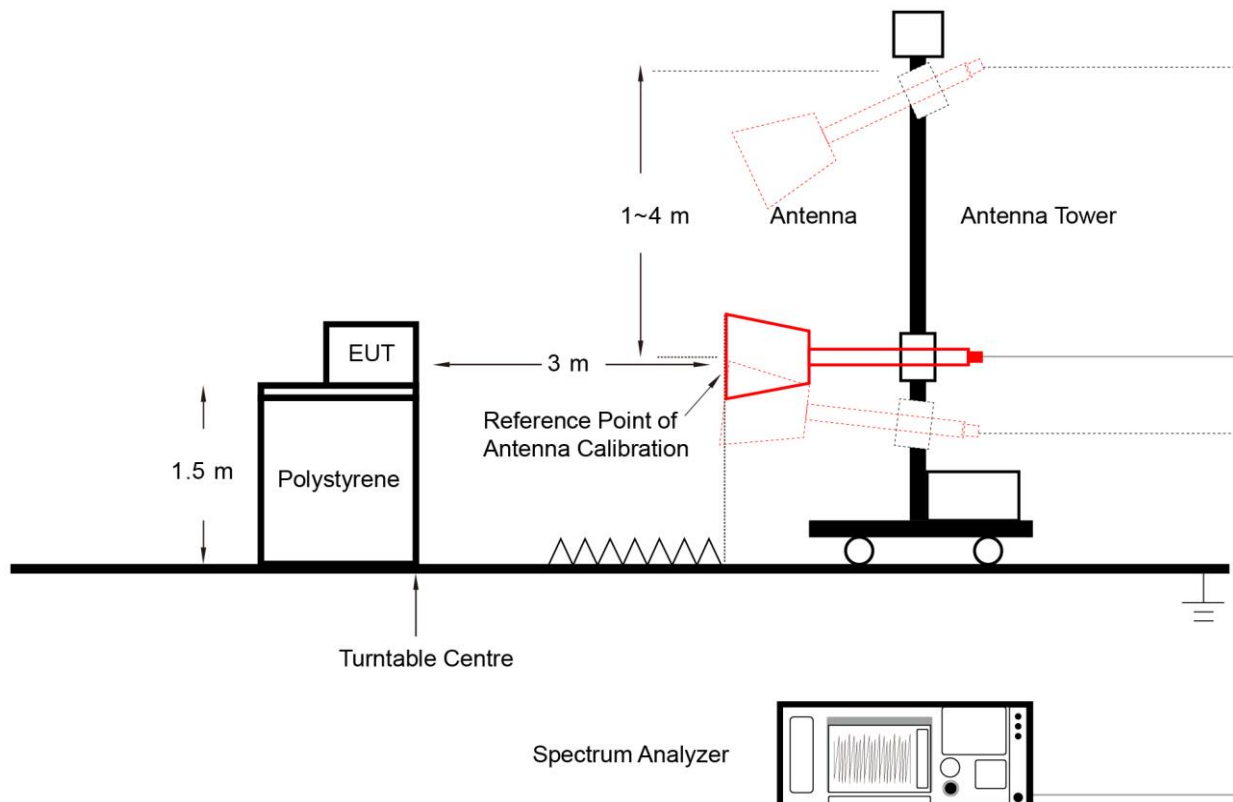 1~4 m
Antenna
Antenna Tower
EUT
3 m
Reference Point of
Antenna Calibration
1.5 m
Polystyrene
Turntable Centre
Spectrum Analyzer